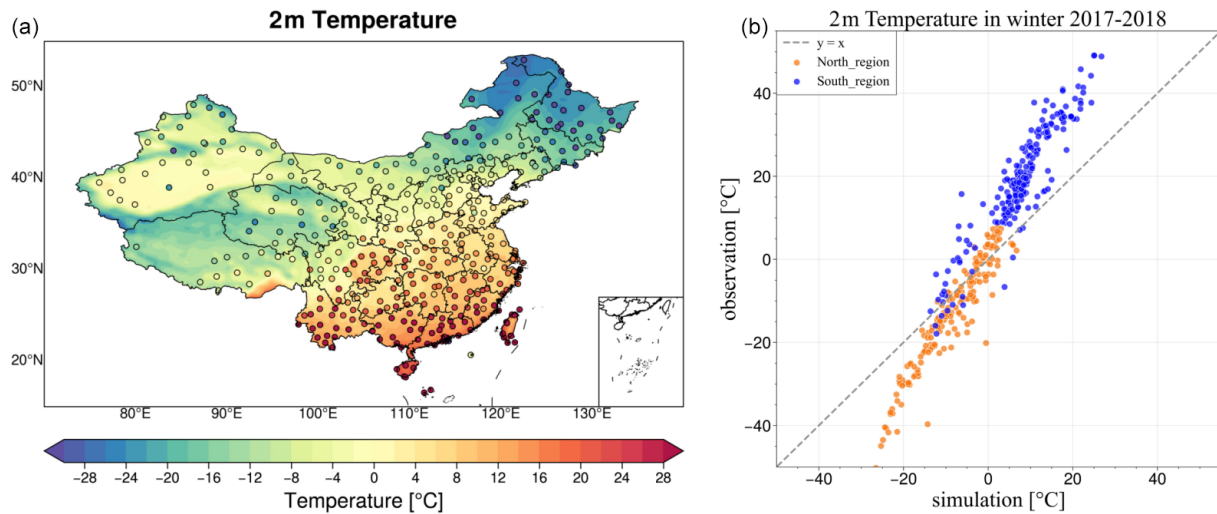 (a)
2m Temperature
50°N
40°N
30°N
20°N
80°E 90°E 100°E 110°E 120°E 130°E
−28 −24 −20 −16 −12 −8 −4 0 4 8 12 16 20 24 28
Temperature [°C]
(b)
2m Temperature in winter 2017-2018
y = x
North_region
South_region
40
20
0
−20
−40
observation [°C]
−40 −20 0 20 40
simulation [°C]